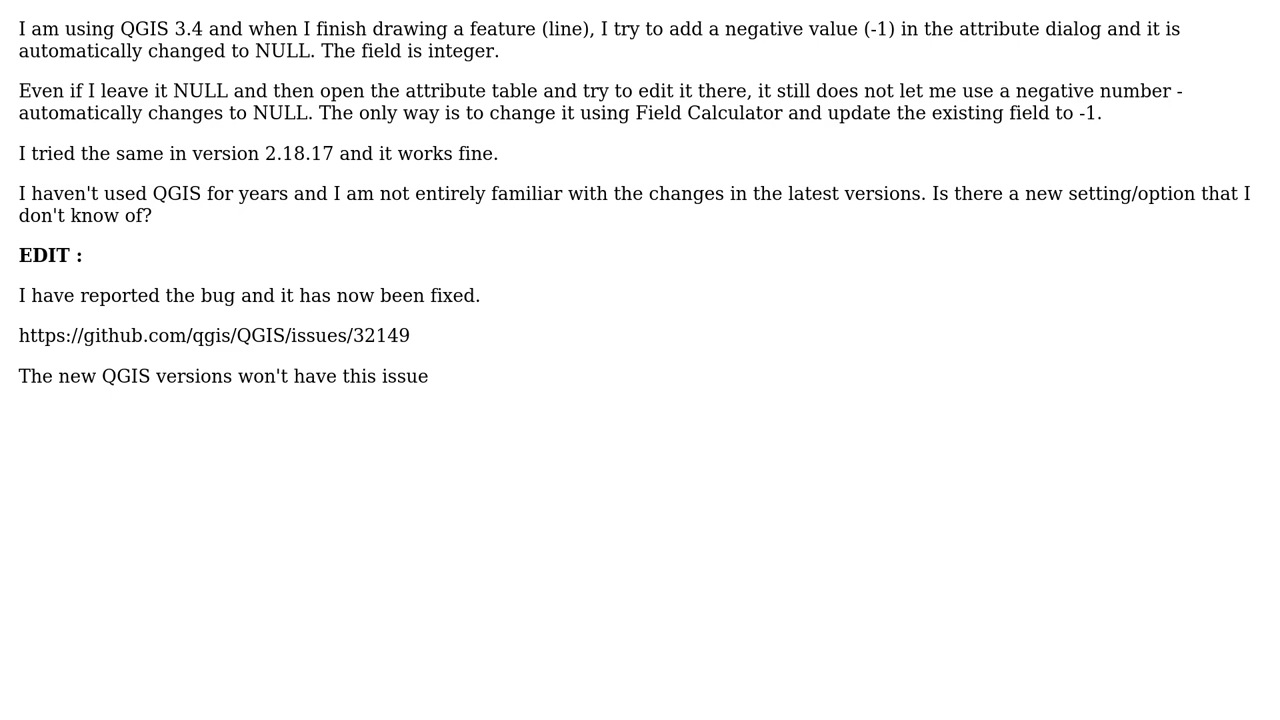 I am using QGIS 3.4 and when I finish drawing a feature (line), I try to add a negative value (-1) in the attribute dialog and it is
automatically changed to NULL. The field is integer.
Even if I leave it NULL and then open the attribute table and try to edit it there, it still does not let me use a negative number -
automatically changes to NULL. The only way is to change it using Field Calculator and update the existing field to -1.
I tried the same in version 2.18.17 and it works fine.
I haven't used QGIS for years and I am not entirely familiar with the changes in the latest versions. Is there a new setting/option that I
don't know of?
EDIT :
I have reported the bug and it has now been fixed.
https://github.com/qgis/QGIS/issues/32149
The new QGIS versions won't have this issue